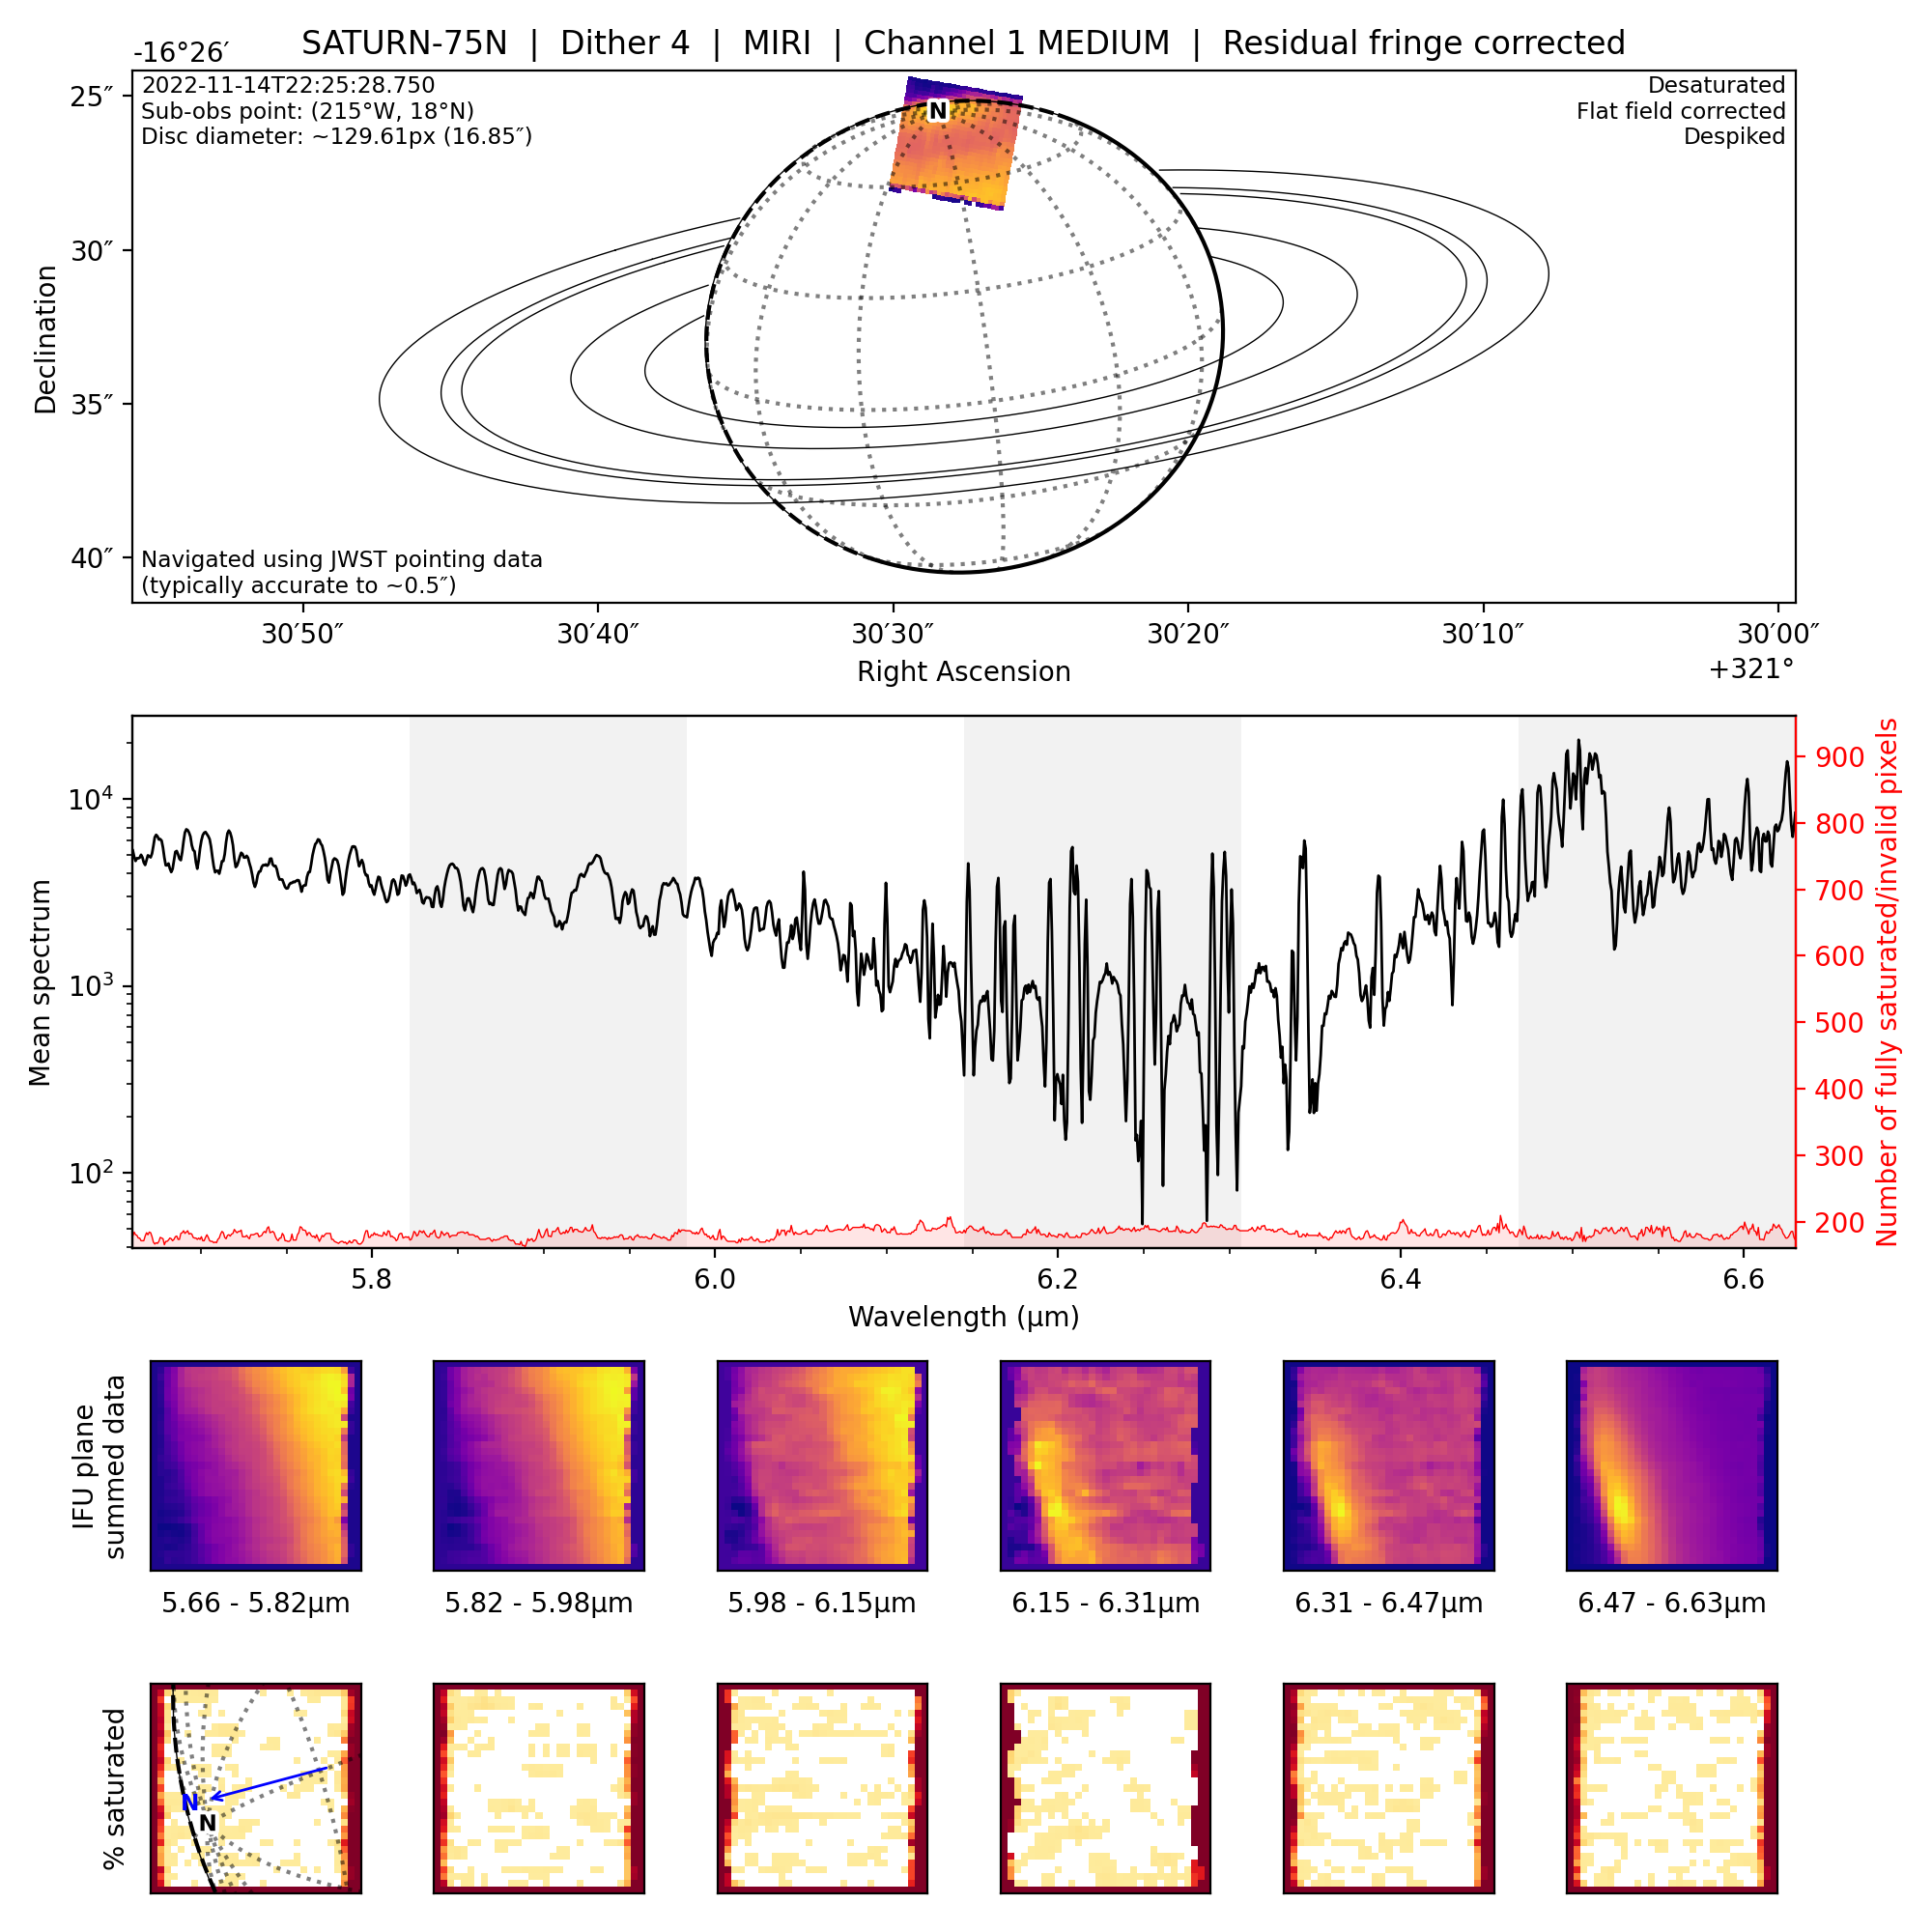 SATURN-75N | Dither 4 | MIRI | Channel 1 MEDIUM | Residual fringe corrected
-16°26′
2022-11-14T22:25:28.750
Sub-obs point: (215°W, 18°N)
Disc diameter: ~129.61px (16.85″)
Desaturated
Flat field corrected
Despiked
N
25″
30″
35″
40″
Declination
Navigated using JWST pointing data
(typically accurate to ~0.5″)
30′50″ 30′40″ 30′30″ 30′20″ 30′10″ 30′00″
Right Ascension
+321°
Mean spectrum
10⁴
10³
10²
900
800
700
600
500
400
300
200
Number of fully saturated/invalid pixels
5.8 6.0 6.2 6.4 6.6
Wavelength (µm)
IFU plane
summed data
5.66 - 5.82µm 5.82 - 5.98µm 5.98 - 6.15µm 6.15 - 6.31µm 6.31 - 6.47µm 6.47 - 6.63µm
% saturated
N
N